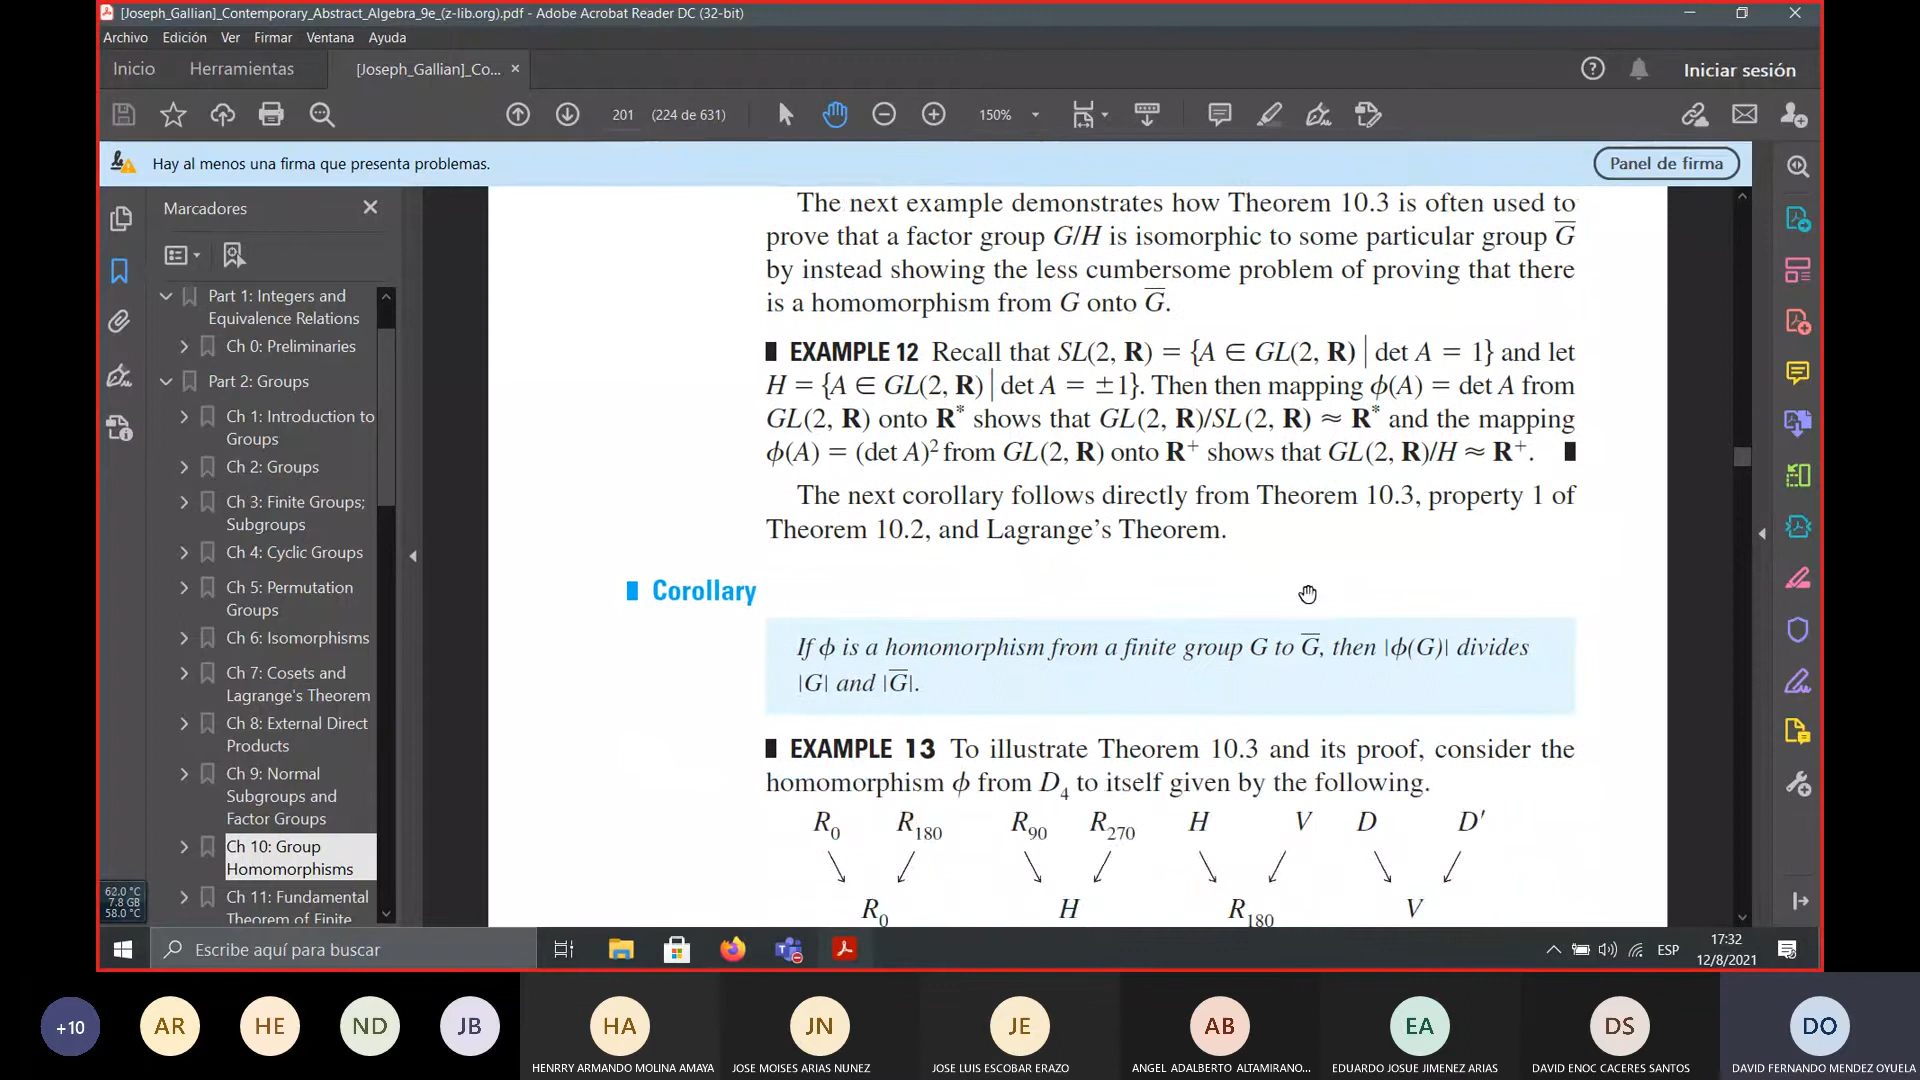 [Joseph_Gallian]_Contemporary_Abstract_Algebra_9e_(z-lib.org).pdf - Adobe Acrobat Reader DC (32-bit)
Archivo Edición Ver Firmar Ventana Ayuda
Inicio Herramientas [Joseph_Gallian]_Co... × Iniciar sesión
201 (224 de 631) 150%
Hay al menos una firma que presenta problemas. Panel de firma
Marcadores
Part 1: Integers and
Equivalence Relations
Ch 0: Preliminaries
Part 2: Groups
Ch 1: Introduction to
Groups
Ch 2: Groups
Ch 3: Finite Groups;
Subgroups
Ch 4: Cyclic Groups
Ch 5: Permutation
Groups
Ch 6: Isomorphisms
Ch 7: Cosets and
Lagrange's Theorem
Ch 8: External Direct
Products
Ch 9: Normal
Subgroups and
Factor Groups
Ch 10: Group
Homomorphisms
Ch 11: Fundamental
Theorem of Finite
The next example demonstrates how Theorem 10.3 is often used to
prove that a factor group G/H is isomorphic to some particular group G̅
by instead showing the less cumbersome problem of proving that there
is a homomorphism from G onto G̅.
EXAMPLE 12 Recall that SL(2, R) = {A ∈ GL(2, R) | det A = 1} and let
H = {A ∈ GL(2, R) | det A = ±1}. Then then mapping ϕ(A) = det A from
GL(2, R) onto R* shows that GL(2, R)/SL(2, R) ≈ R* and the mapping
ϕ(A) = (det A)² from GL(2, R) onto R⁺ shows that GL(2, R)/H ≈ R⁺.
The next corollary follows directly from Theorem 10.3, property 1 of
Theorem 10.2, and Lagrange's Theorem.
Corollary
If ϕ is a homomorphism from a finite group G to G̅, then |ϕ(G)| divides
|G| and |G̅|.
EXAMPLE 13 To illustrate Theorem 10.3 and its proof, consider the
homomorphism ϕ from D₄ to itself given by the following.
R₀ R₁₈₀ R₉₀ R₂₇₀ H V D D′
R₀ H R₁₈₀ V
62.0 °C
7.8 GB
58.0 °C
Escribe aquí para buscar
ESP
17:32
12/8/2021
+10 AR HE ND JB HA JN JE AB EA DS DO
HENRRY ARMANDO MOLINA AMAYA JOSE MOISES ARIAS NUNEZ JOSE LUIS ESCOBAR ERAZO ANGEL ADALBERTO ALTAMIRANO... EDUARDO JOSUE JIMENEZ ARIAS DAVID ENOC CACERES SANTOS DAVID FERNANDO MENDEZ OYUELA